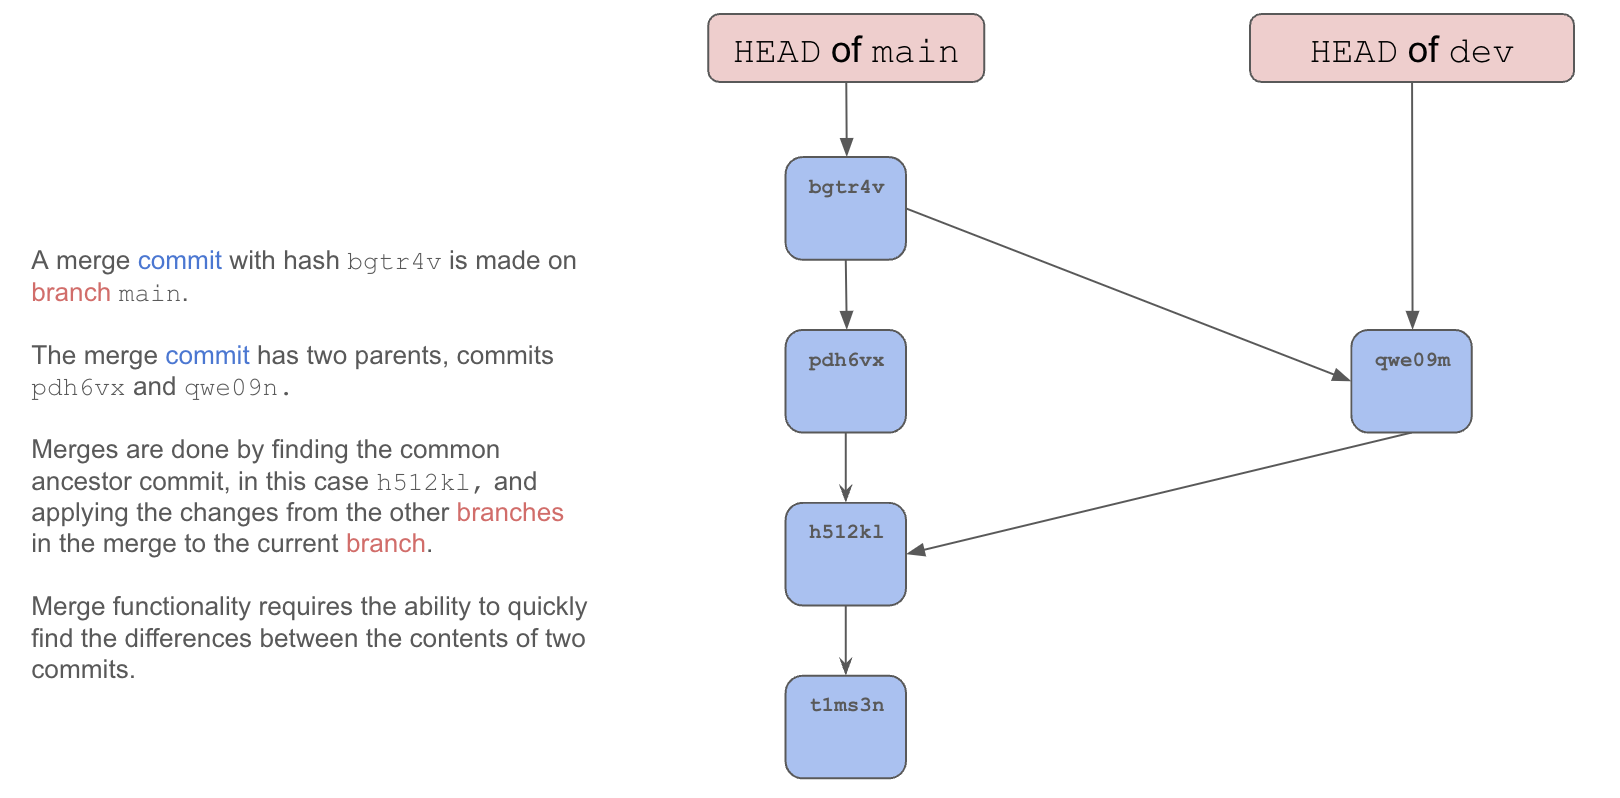 HEAD of main
HEAD of dev
bgtr4v
A merge commit with hash bgtr4v is made on
branch main.
The merge commit has two parents, commits
pdh6vx and qwe09n.
Merges are done by finding the common
ancestor commit, in this case h512kl, and
applying the changes from the other branches
in the merge to the current branch.
Merge functionality requires the ability to quickly
find the differences between the contents of two
commits.
pdh6vx
qwe09m
h512kl
t1ms3n